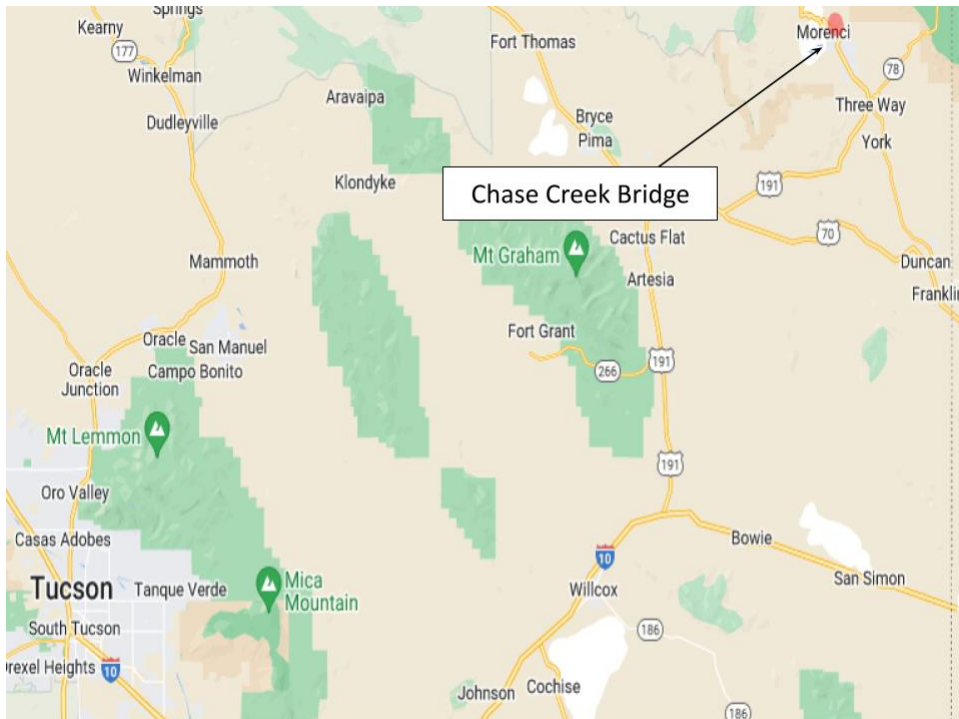 Springs
Kearny
177
Winkelman
Dudleyville
Aravaipa
Klondyke
Fort Thomas
Bryce
Pima
Morenci
78
Three Way
York
Chase Creek Bridge
191
70
Duncan
Franklin
Cactus Flat
Artesia
Mt Graham
Fort Grant
266
191
191
Mammoth
Oracle
San Manuel
Campo Bonito
Oracle
Junction
Mt Lemmon
Oro Valley
Casas Adobes
Tucson
Tanque Verde
Mica
Mountain
South Tucson
Drexel Heights
10
10
Bowie
San Simon
Willcox
186
Johnson
Cochise
186